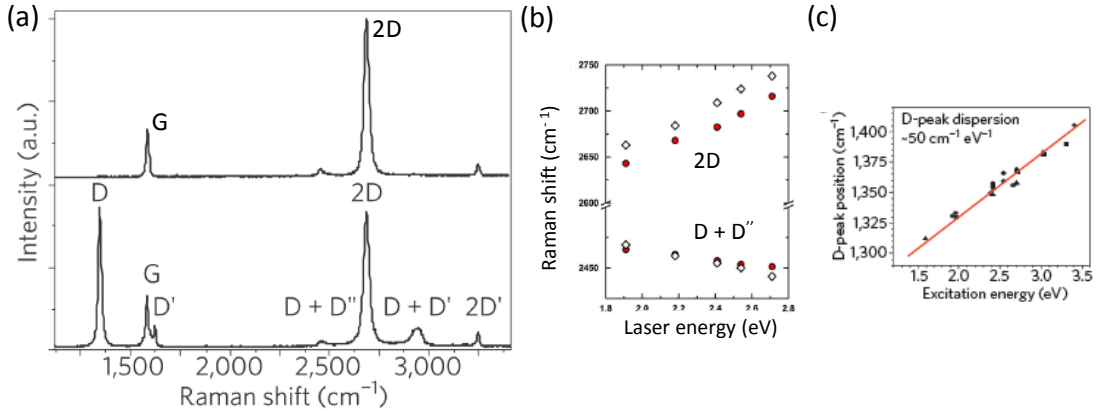 (a)
2D
G
D
2D
G
D'
D + D''
D + D'
2D'
Intensity (a.u.)
1,500 2,000 2,500 3,000
Raman shift (cm⁻¹)
(b)
2750
2700
2650
2600
2450
2D
D + D″
Raman shift (cm⁻¹)
1.8 2.0 2.2 2.4 2.6 2.8
Laser energy (eV)
(c)
D-peak dispersion
~50 cm⁻¹ eV⁻¹
1,400
1,375
1,350
1,325
1,300
D-peak position (cm⁻¹)
1.5 2.0 2.5 3.0 3.5
Excitation energy (eV)